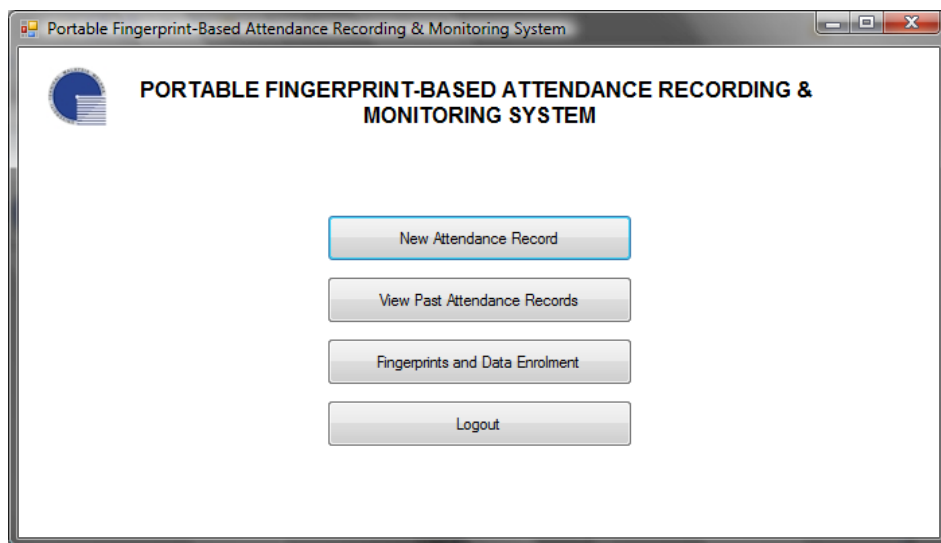 Portable Fingerprint-Based Attendance Recording & Monitoring System
PORTABLE FINGERPRINT-BASED ATTENDANCE RECORDING &
MONITORING SYSTEM
New Attendance Record
View Past Attendance Records
Fingerprints and Data Enrolment
Logout